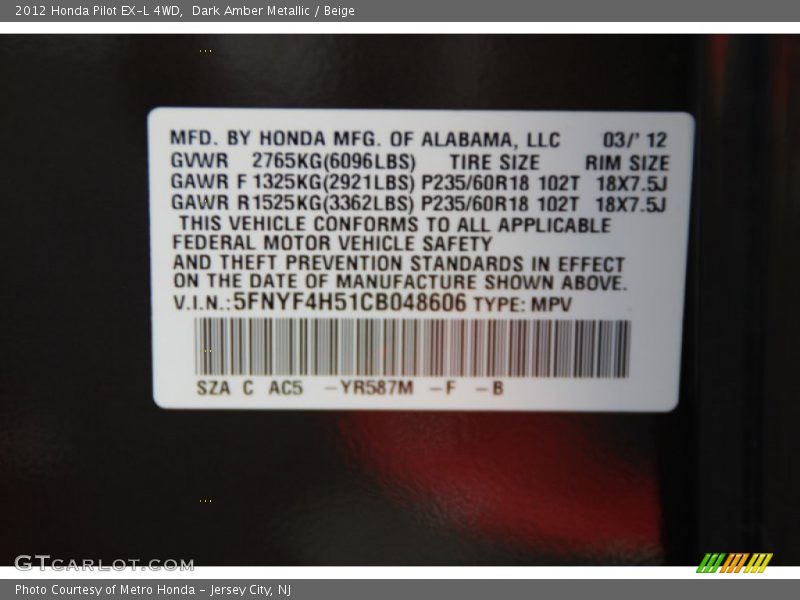 2012 Honda Pilot EX-L 4WD,  Dark Amber Metallic / Beige
MFD. BY HONDA MFG. OF ALABAMA, LLC 03/' 12
GVWR 2765KG(6096LBS) TIRE SIZE RIM SIZE
GAWR F 1325KG(2921LBS) P235/60R18 102T 18X7.5J
GAWR R 1525KG(3362LBS) P235/60R18 102T 18X7.5J
THIS VEHICLE CONFORMS TO ALL APPLICABLE
FEDERAL MOTOR VEHICLE SAFETY
AND THEFT PREVENTION STANDARDS IN EFFECT
ON THE DATE OF MANUFACTURE SHOWN ABOVE.
V.I.N.:5FNYF4H51CB048606 TYPE: MPV
SZA C AC5 -YR587M -F -B
GTCARLOT.COM
Photo Courtesy of Metro Honda - Jersey City, NJ